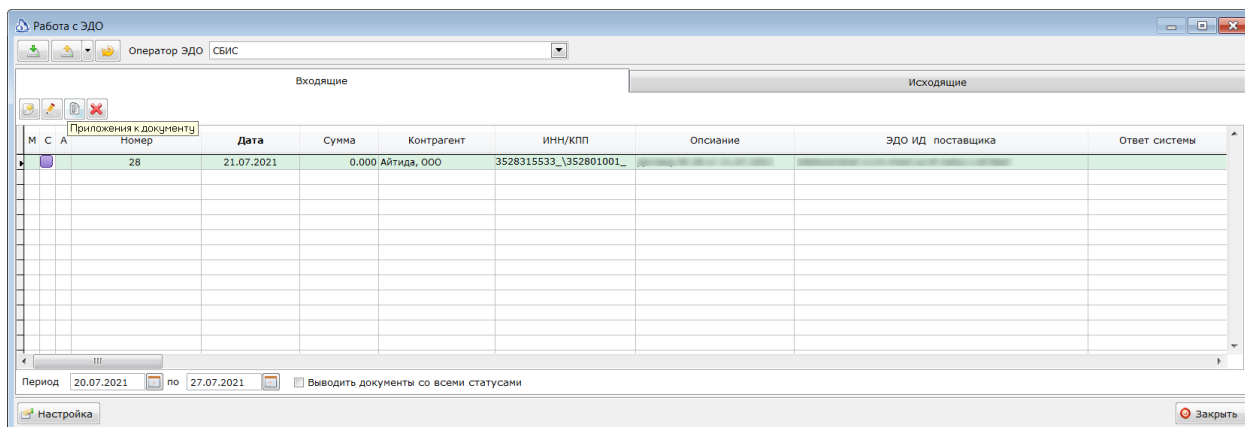 Работа с ЭДО
Оператор ЭДО СБИС
Входящие Исходящие
Приложения к документу
М С А Номер Дата Сумма Контрагент ИНН/КПП Опсиание ЭДО ИД поставщика Ответ системы
28 21.07.2021 0.000 Айтида, ООО 3528315533_\352801001_
Период 20.07.2021 по 27.07.2021 Выводить документы со всеми статусами
Настройка Закрыть